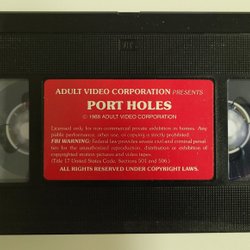 ADULT VIDEO CORPORATION PRESENTS
PORT HOLES
© 1988 ADULT VIDEO CORPORATION
Licensed only for non-commercial private exhibition in homes. Any
public performance, other use, or copying is strictly prohibited.
FBI WARNING: Federal law provides severe civil and criminal penal-
ties for the unauthorized reproduction, distribution or exhibition of
copyrighted motion pictures and video tapes.
(Title 17 United States Code, Sections 501 and 506.)
ALL RIGHTS RESERVED UNDER COPYRIGHT LAWS.